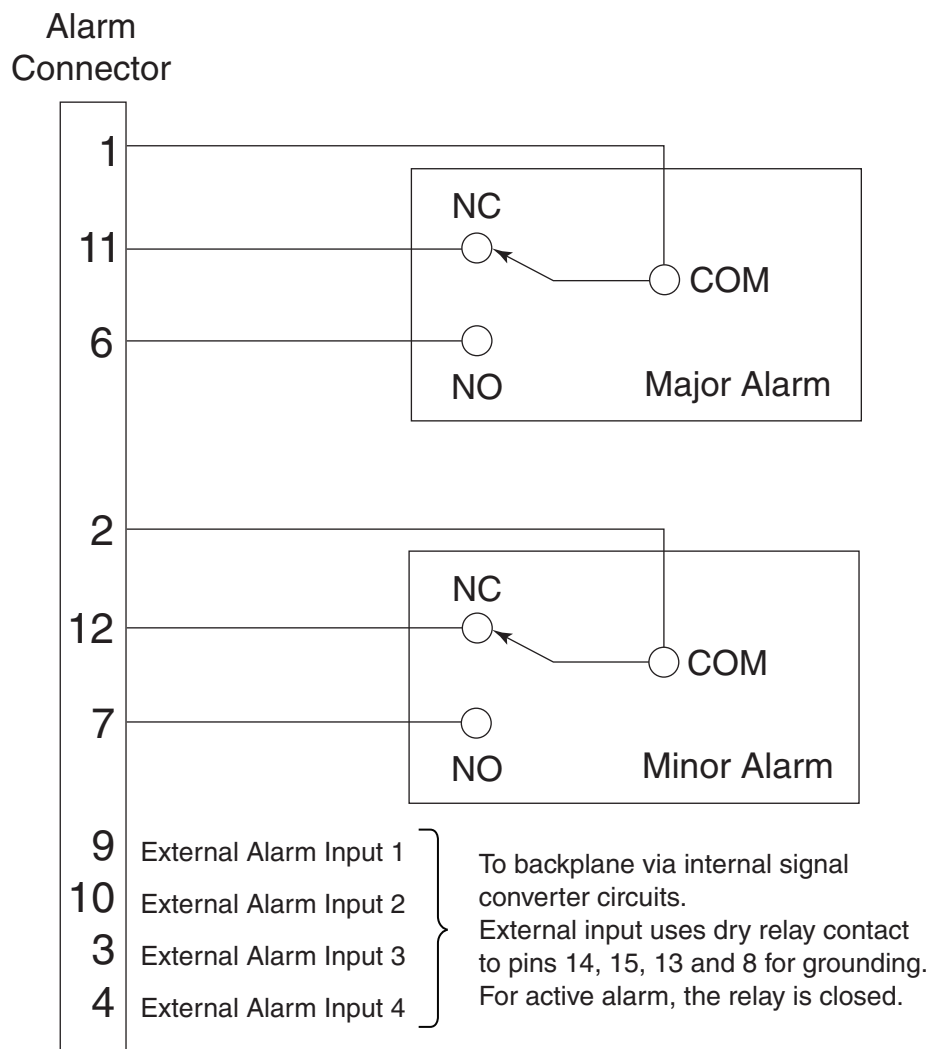 Alarm
Connector
1
NC
11
COM
6
NO
Major Alarm
2
NC
12
COM
7
NO
Minor Alarm
9 External Alarm Input 1
10 External Alarm Input 2
3 External Alarm Input 3
4 External Alarm Input 4
To backplane via internal signal
converter circuits.
External input uses dry relay contact
to pins 14, 15, 13 and 8 for grounding.
For active alarm, the relay is closed.